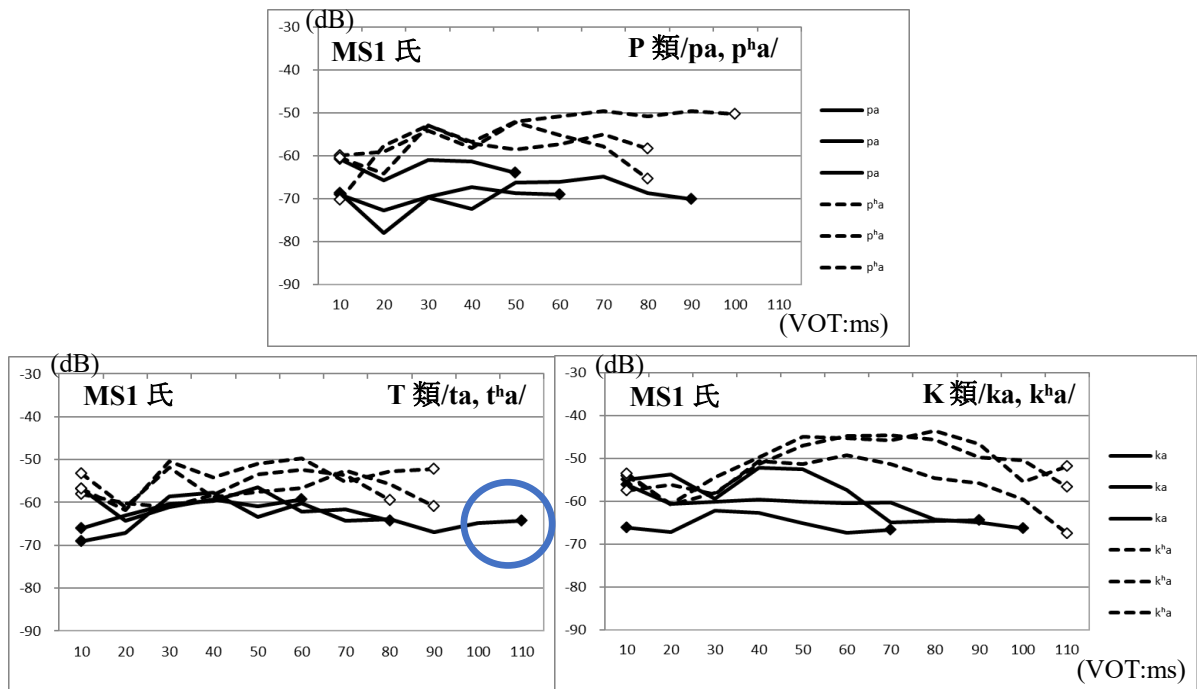 (dB)
MS1 氏
P 類/pa, pʰa/
-30
-40
-50
-60
-70
-80
-90
10 20 30 40 50 60 70 80 90 100 110
(VOT:ms)
pa
pa
pa
pʰa
pʰa
pʰa
(dB)
MS1 氏
T 類/ta, tʰa/
-30
-40
-50
-60
-70
-80
-90
10 20 30 40 50 60 70 80 90 100 110
(dB)
MS1 氏
K 類/ka, kʰa/
-30
-40
-50
-60
-70
-80
-90
10 20 30 40 50 60 70 80 90 100 110
(VOT:ms)
ka
ka
ka
kʰa
kʰa
kʰa